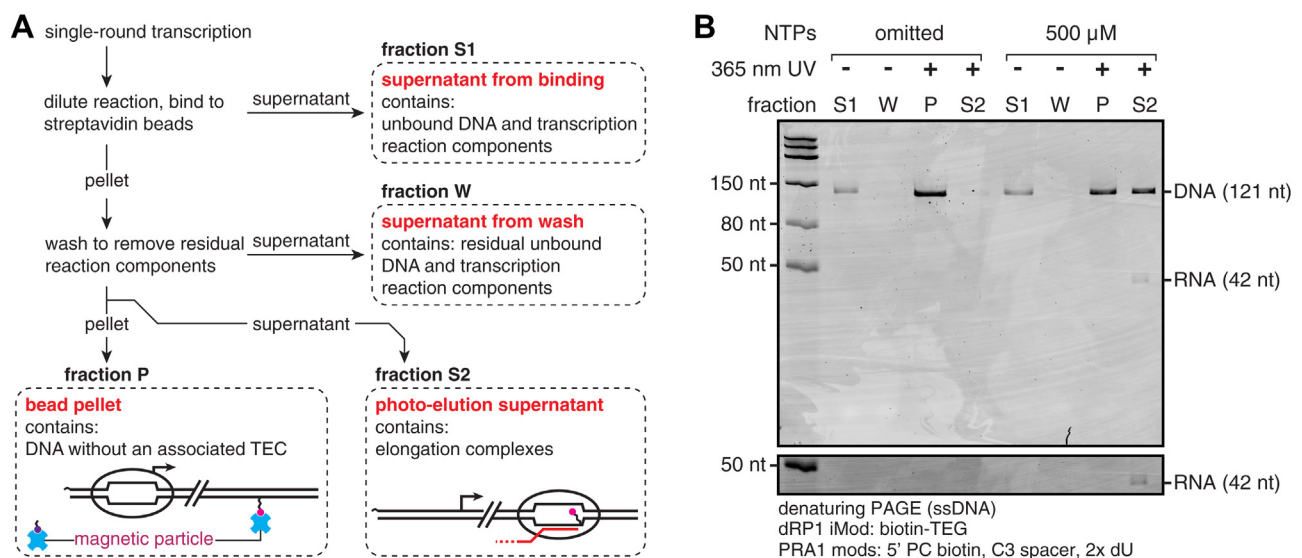 A
single-round transcription
dilute reaction, bind to
streptavidin beads
supernatant
fraction S1
supernatant from binding
contains:
unbound DNA and transcription
reaction components
pellet
wash to remove residual
reaction components
supernatant
fraction W
supernatant from wash
contains: residual unbound
DNA and transcription
reaction components
pellet
supernatant
fraction P
bead pellet
contains:
DNA without an associated TEC
magnetic particle
fraction S2
photo-elution supernatant
contains:
elongation complexes
B
NTPs omitted 500 µM
365 nm UV - - + + - - + +
fraction S1 W P S2 S1 W P S2
150 nt
DNA (121 nt)
80 nt
50 nt
RNA (42 nt)
50 nt
RNA (42 nt)
denaturing PAGE (ssDNA)
dRP1 iMod: biotin-TEG
PRA1 mods: 5' PC biotin, C3 spacer, 2x dU